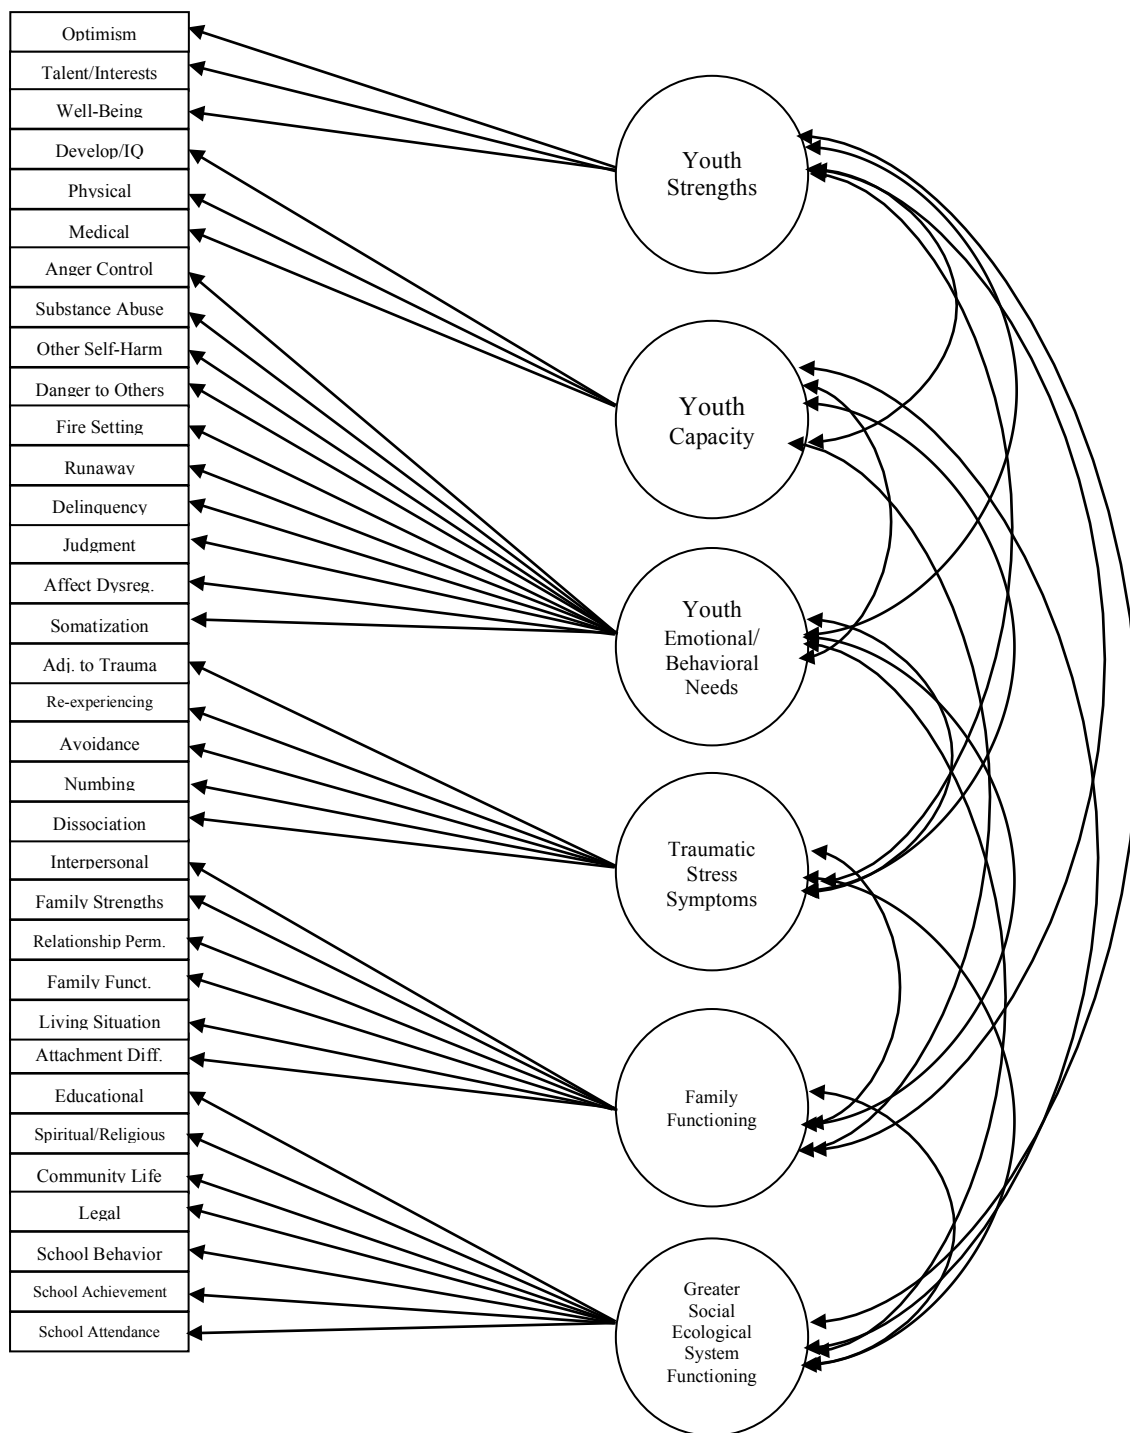 Optimism
Talent/Interests
Well-Being
Develop/IQ
Physical
Medical
Anger Control
Substance Abuse
Other Self-Harm
Danger to Others
Fire Setting
Runaway
Delinquency
Judgment
Affect Dysreg.
Somatization
Adj. to Trauma
Re-experiencing
Avoidance
Numbing
Dissociation
Interpersonal
Family Strengths
Relationship Perm.
Family Funct.
Living Situation
Attachment Diff.
Educational
Spiritual/Religious
Community Life
Legal
School Behavior
School Achievement
School Attendance
Youth
Strengths
Youth
Capacity
Youth
Emotional/
Behavioral
Needs
Traumatic
Stress
Symptoms
Family
Functioning
Greater
Social
Ecological
System
Functioning